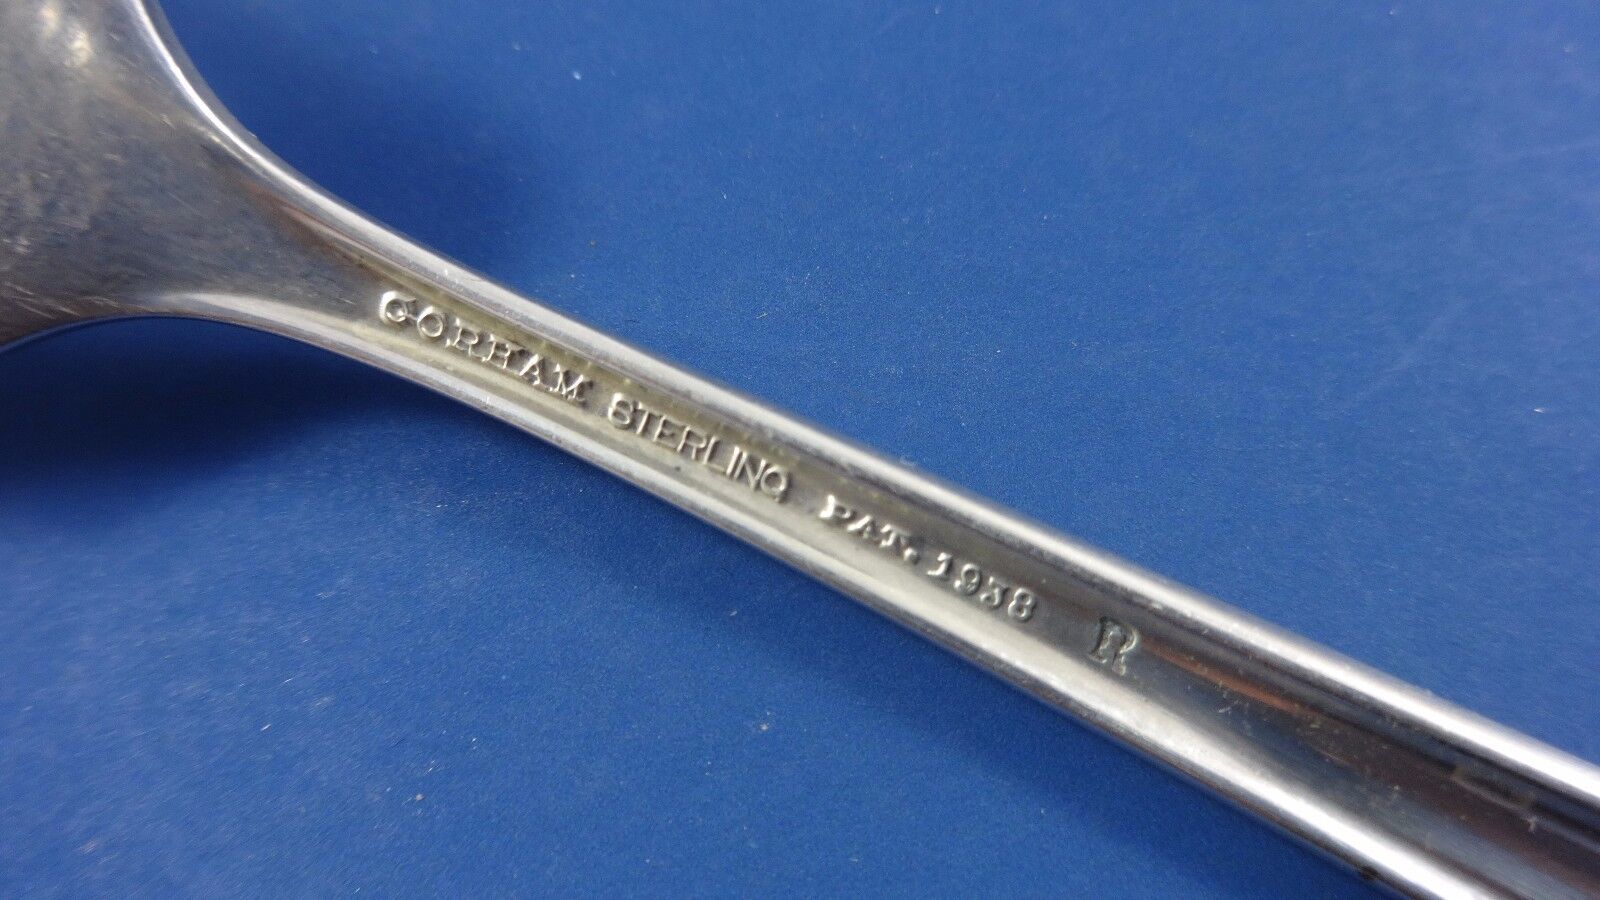 GORHAM STERLING PAT. 1938 R